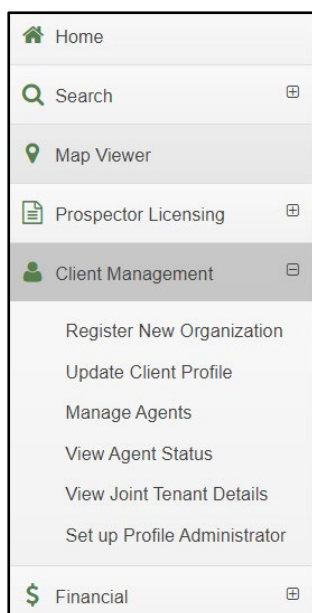 Home
Search
Map Viewer
Prospector Licensing
Client Management
Register New Organization
Update Client Profile
Manage Agents
View Agent Status
View Joint Tenant Details
Set up Profile Administrator
$ Financial